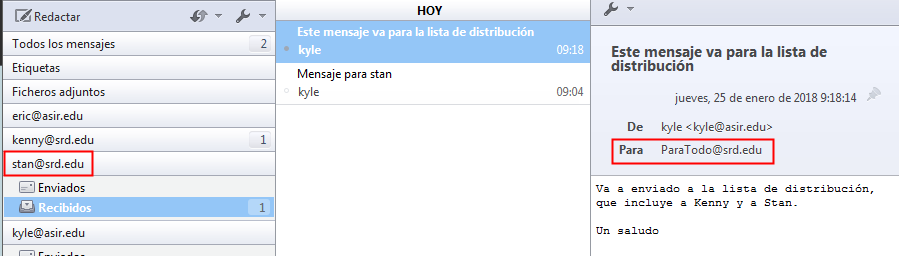 Redactar
Todos los mensajes 2
Etiquetas
Ficheros adjuntos
eric@asir.edu
kenny@srd.edu 1
stan@srd.edu
Enviados
Recibidos 1
kyle@asir.edu
Enviados
HOY
Este mensaje va para la lista de distribución
kyle 09:18
Mensaje para stan
kyle 09:04
Este mensaje va para la lista de
distribución
jueves, 25 de enero de 2018 9:18:14
De kyle <kyle@asir.edu>
Para ParaTodo@srd.edu
Va a enviado a la lista de distribución,
que incluye a Kenny y a Stan.
Un saludo